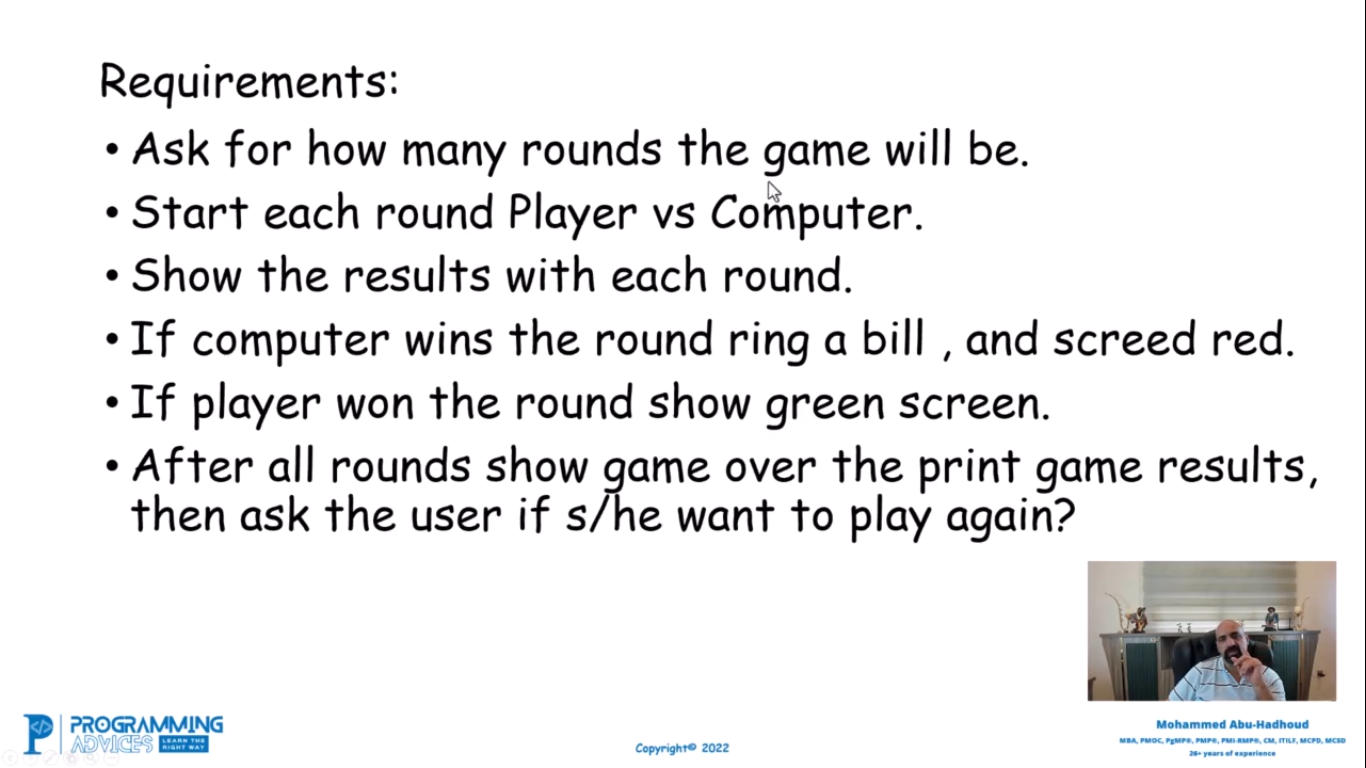 Requirements:
• Ask for how many rounds the game will be.
• Start each round Player vs Computer.
• Show the results with each round.
• If computer wins the round ring a bill , and screed red.
• If player won the round show green screen.
• After all rounds show game over the print game results,
then ask the user if s/he want to play again?
PROGRAMMING
ADVICES LEARN THE RIGHT WAY
Copyright© 2022
Mohammed Abu-Hadhoud
MBA, PMOC, PgMP®, PMP®, PMI-RMP®, CM, ITILF, MCPD, MCSD
26+ years of experience